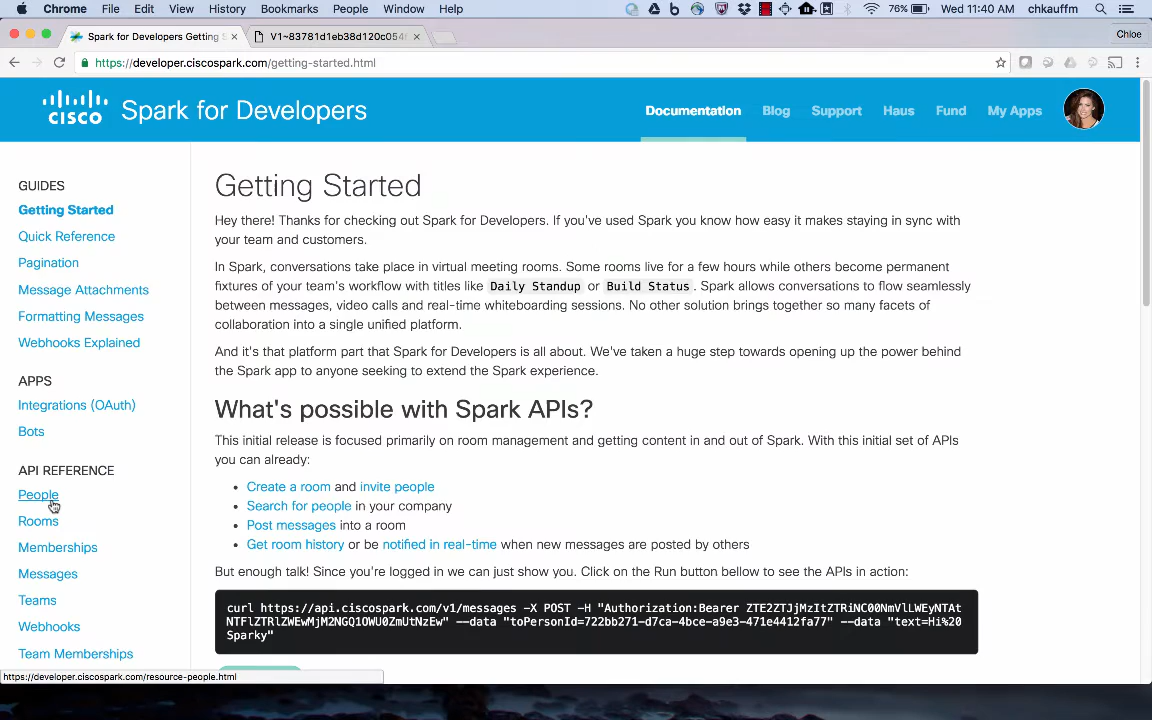 Chrome File Edit View History Bookmarks People Window Help 76% Wed 11:40 AM chkauffm
Spark for Developers Getting S V1~83781d1eb38d120c054f Chloe
https://developer.ciscospark.com/getting-started.html
cisco Spark for Developers Documentation Blog Support Haus Fund My Apps
GUIDES
Getting Started
Quick Reference
Pagination
Message Attachments
Formatting Messages
Webhooks Explained
APPS
Integrations (OAuth)
Bots
API REFERENCE
People
Rooms
Memberships
Messages
Teams
Webhooks
Team Memberships
Getting Started
Hey there! Thanks for checking out Spark for Developers. If you've used Spark you know how easy it makes staying in sync with
your team and customers.
In Spark, conversations take place in virtual meeting rooms. Some rooms live for a few hours while others become permanent
fixtures of your team's workflow with titles like Daily Standup or Build Status. Spark allows conversations to flow seamlessly
between messages, video calls and real-time whiteboarding sessions. No other solution brings together so many facets of
collaboration into a single unified platform.
And it's that platform part that Spark for Developers is all about. We've taken a huge step towards opening up the power behind
the Spark app to anyone seeking to extend the Spark experience.
What's possible with Spark APIs?
This initial release is focused primarily on room management and getting content in and out of Spark. With this initial set of APIs
you can already:
• Create a room and invite people
• Search for people in your company
• Post messages into a room
• Get room history or be notified in real-time when new messages are posted by others
But enough talk! Since you're logged in we can just show you. Click on the Run button bellow to see the APIs in action:
curl https://api.ciscospark.com/v1/messages -X POST -H "Authorization:Bearer ZTE2ZTJjMzItZTRiNC00NmVlLWEyNTAt
NTFlZTRlZWEwMjM2NGQ1OWU0ZmUtNzEw" --data "toPersonId=722bb271-d7ca-4bce-a9e3-471e4412fa77" --data "text=Hi%20
Sparky"
https://developer.ciscospark.com/resource-people.html